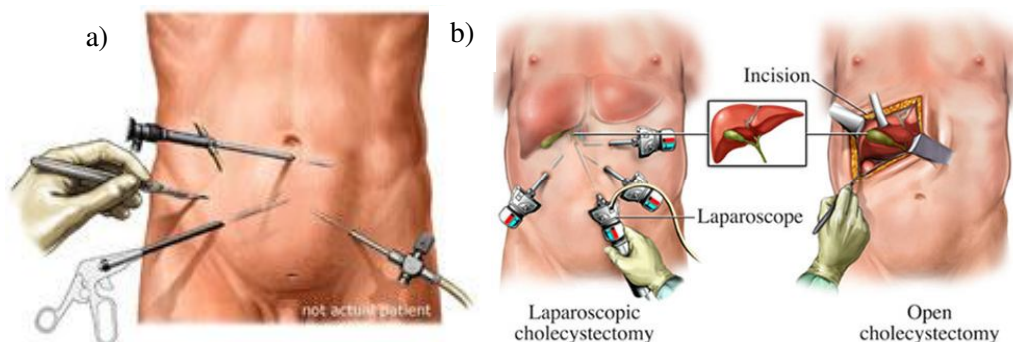 a)
not actual patient
b)
Incision
Laparoscope
Laparoscopic
cholecystectomy
Open
cholecystectomy